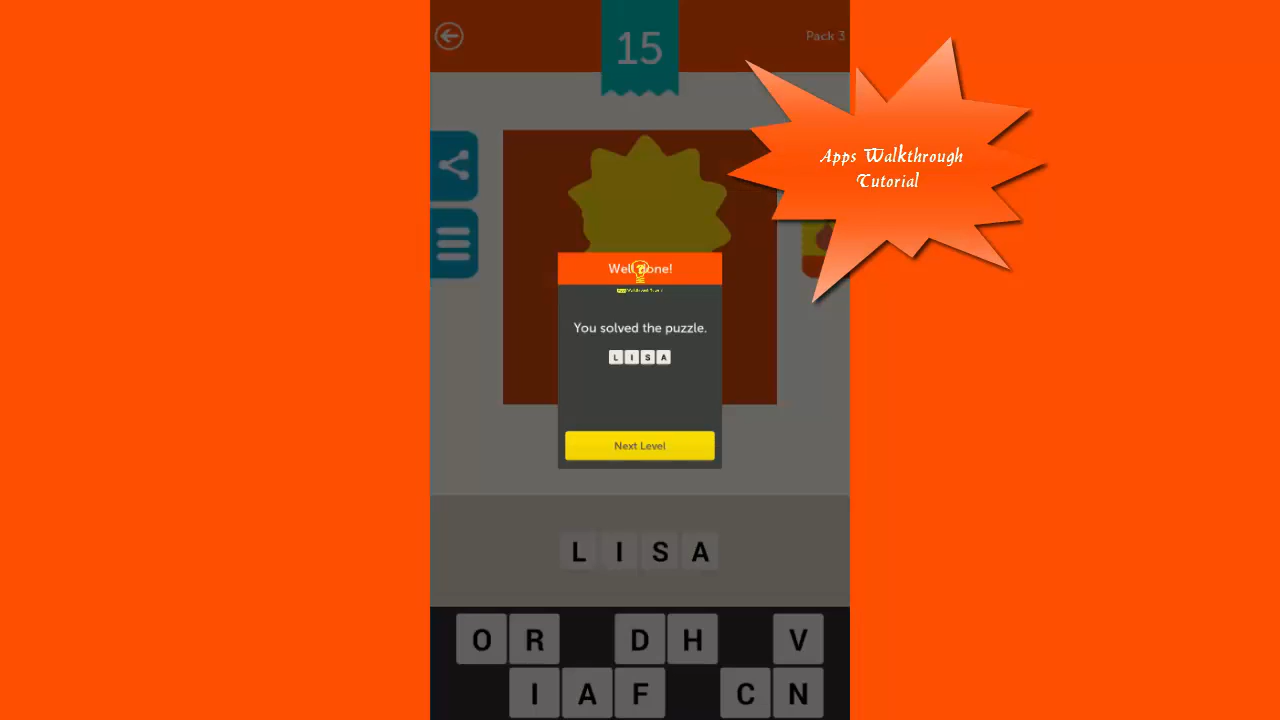 15
Pack 3
Apps Walkthrough
Tutorial
Well Done!
You solved the puzzle.
L I S A
Next Level
L I S A
O R D H V
I A F C N